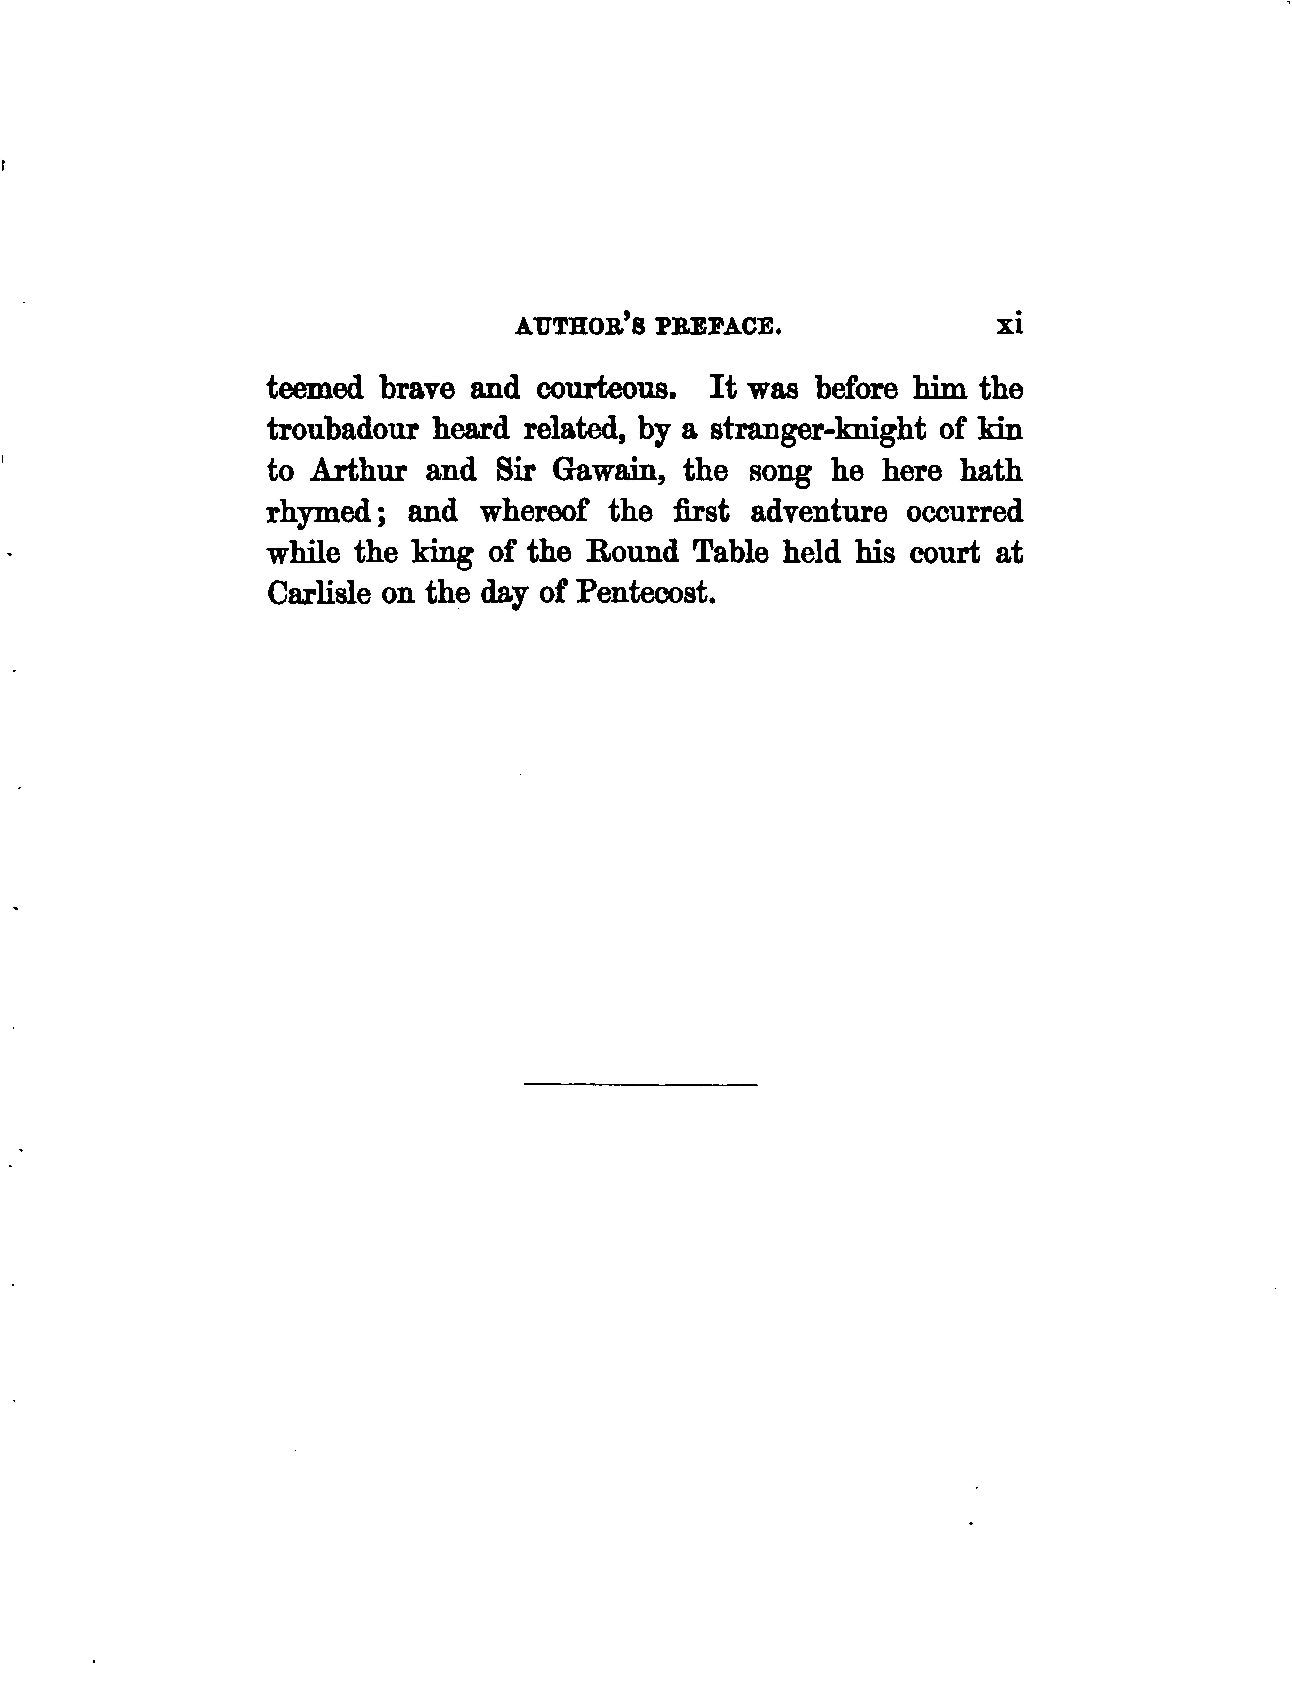 AUTHOR'S PREFACE. xi
teemed brave and courteous. It was before him the
troubadour heard related, by a stranger-knight of kin
to Arthur and Sir Gawain, the song he here hath
rhymed; and whereof the first adventure occurred
while the king of the Round Table held his court at
Carlisle on the day of Pentecost.